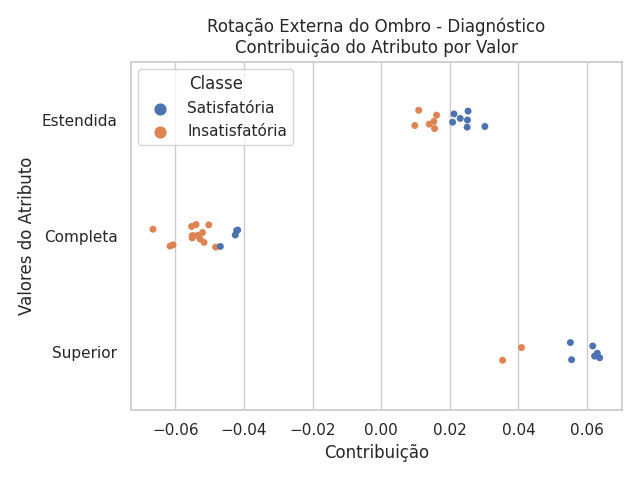 Rotação Externa do Ombro - Diagnóstico
Contribuição do Atributo por Valor
Classe
Satisfatória
Insatisfatória
Valores do Atributo
Estendida
Completa
Superior
−0.06 −0.04 −0.02 0.00 0.02 0.04 0.06
Contribuição